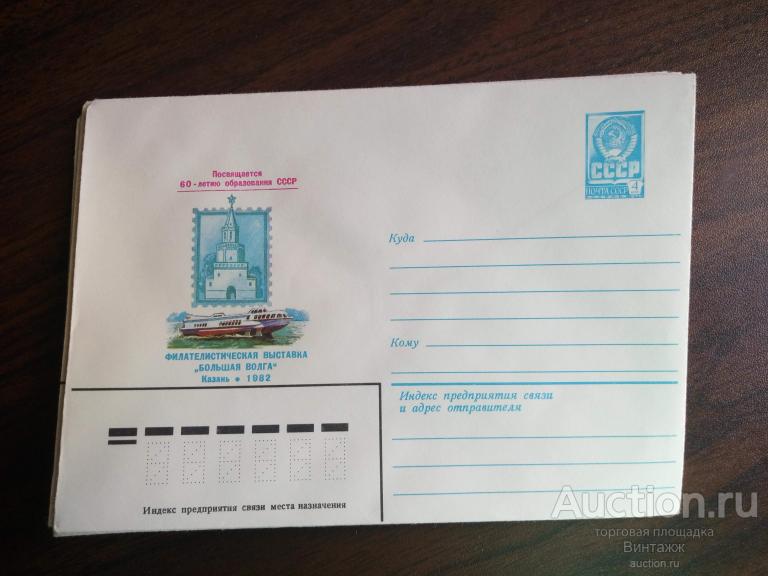 Посвящается
60-летию образования СССР
ФИЛАТЕЛИСТИЧЕСКАЯ ВЫСТАВКА
„БОЛЬШАЯ ВОЛГА“
Казань • 1982
СССР
ПОЧТА СССР 4
Куда
Кому
Индекс предприятия связи
и адрес отправителя
Индекс предприятия связи места назначения
Auction.ru
торговая площадка
Винтажж
auction.ru